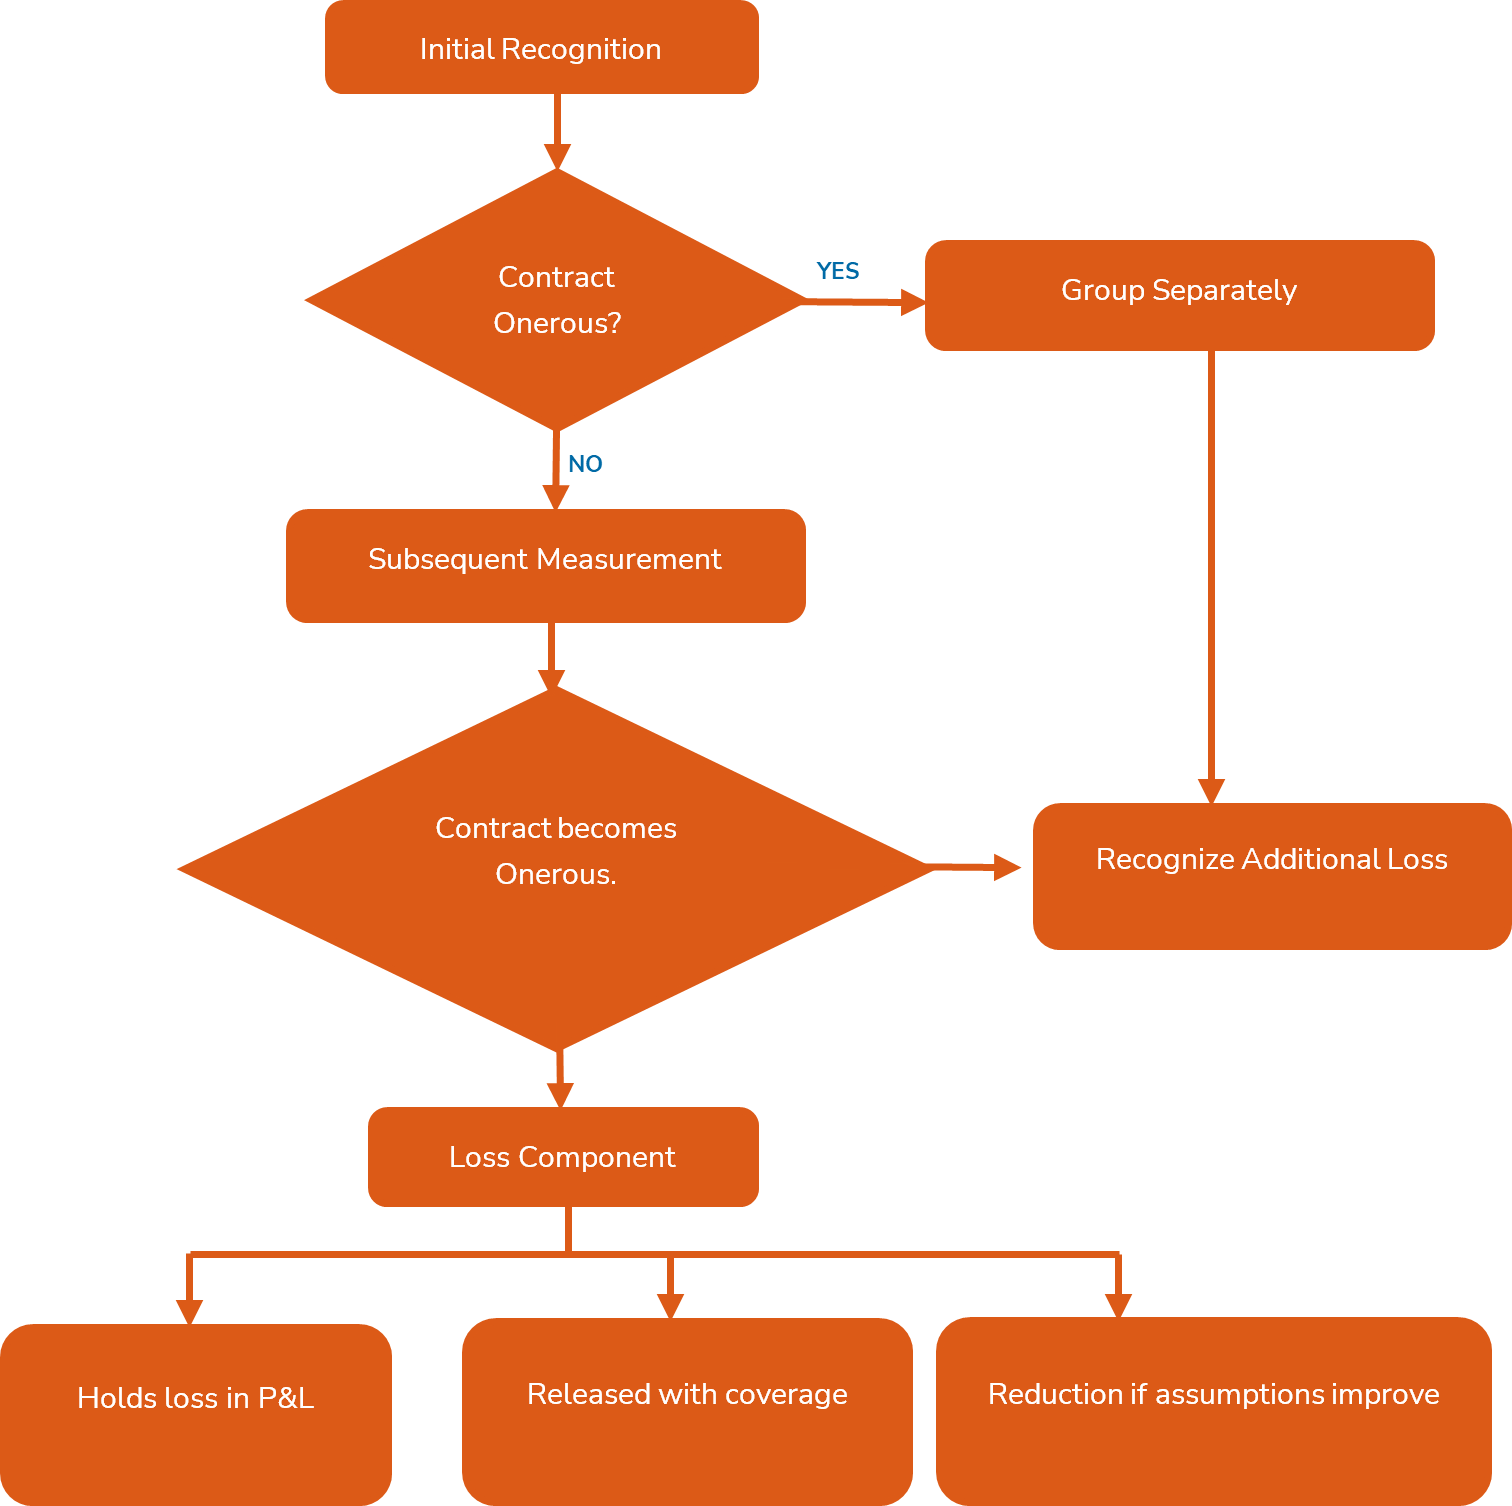 Initial Recognition
Contract
Onerous?
YES
Group Separately
NO
Subsequent Measurement
Contract becomes
Onerous.
Recognize Additional Loss
Loss Component
Holds loss in P&L
Released with coverage
Reduction if assumptions improve